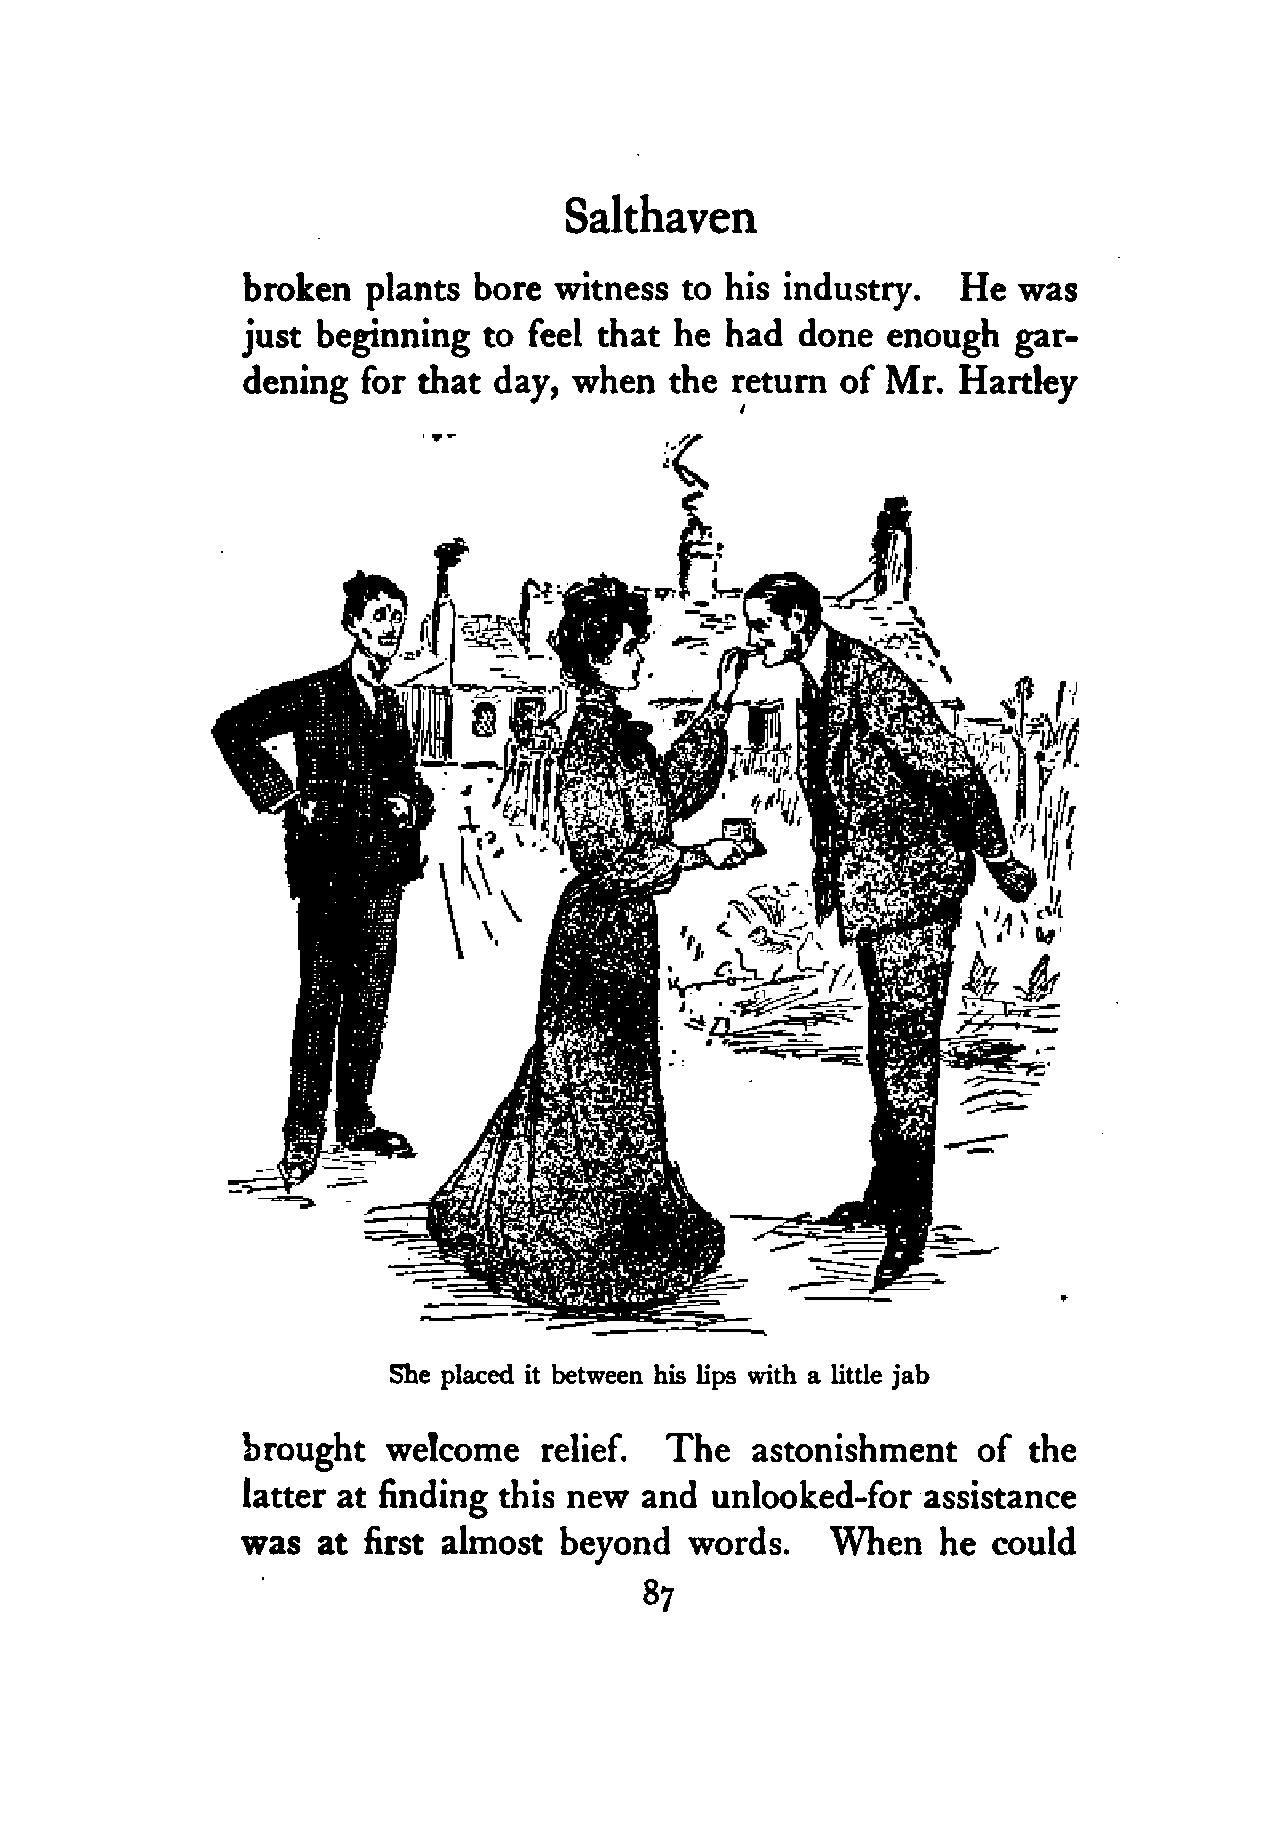 Salthaven
broken plants bore witness to his industry. He was
just beginning to feel that he had done enough gar-
dening for that day, when the return of Mr. Hartley
She placed it between his lips with a little jab
brought welcome relief. The astonishment of the
latter at finding this new and unlooked-for assistance
was at first almost beyond words. When he could
87